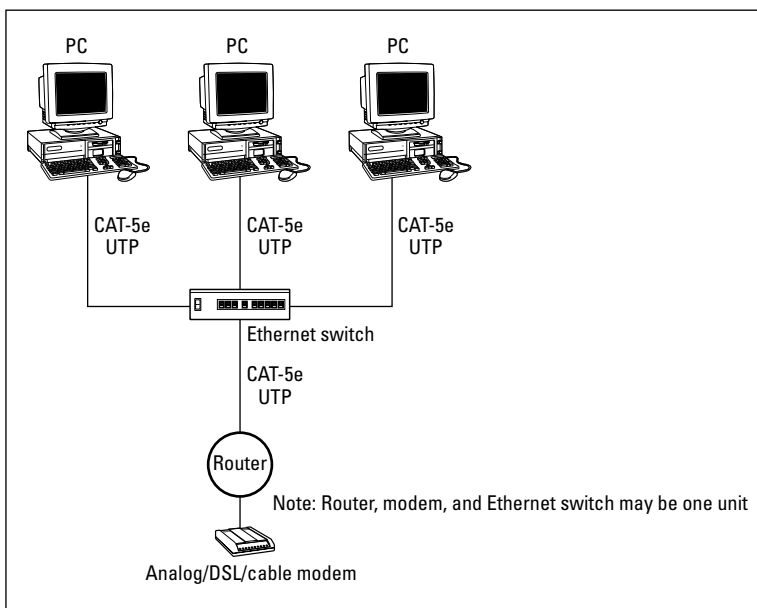 PC
PC
PC
CAT-5e
UTP
CAT-5e
UTP
CAT-5e
UTP
Ethernet switch
CAT-5e
UTP
Router
Note: Router, modem, and Ethernet switch may be one unit
Analog/DSL/cable modem